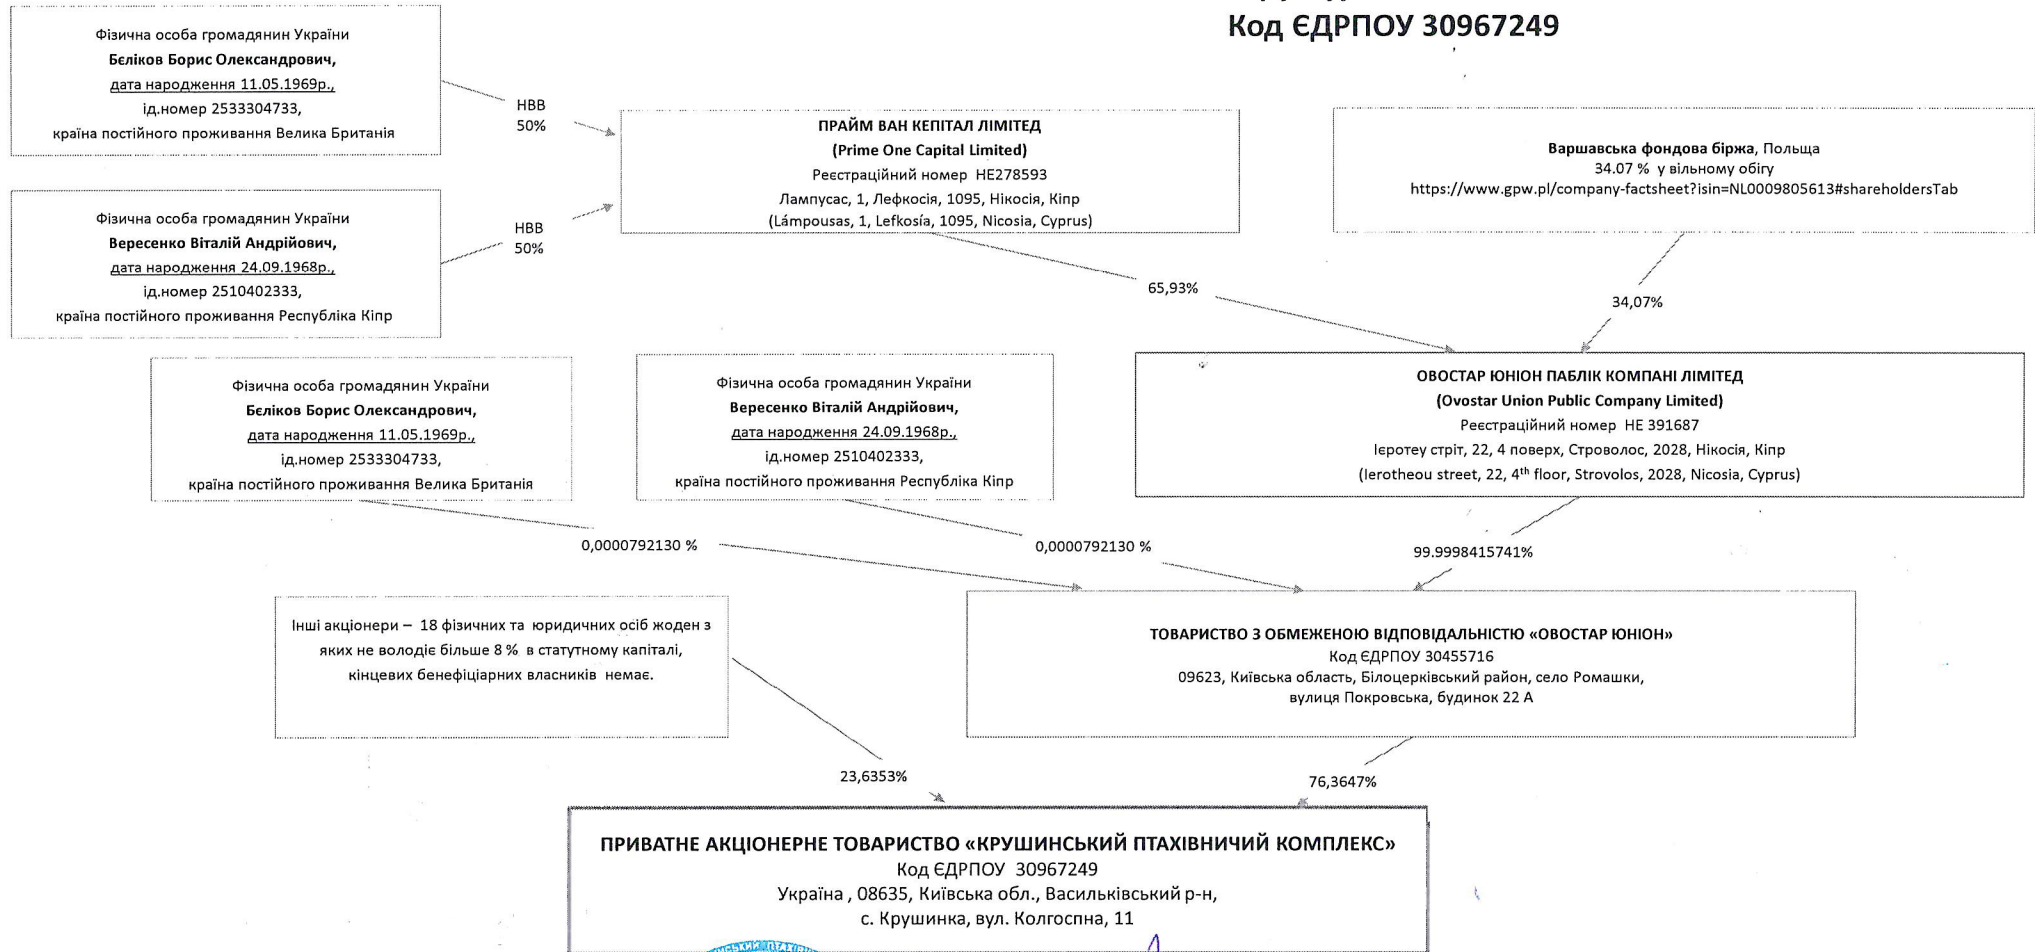 Код ЄДРПОУ 30967249
Фізична особа громадянин України
Бєліков Борис Олександрович,
дата народження 11.05.1969р.,
ід.номер 2533304733,
країна постійного проживання Велика Британія
НВВ
50%
ПРАЙМ ВАН КЕПІТАЛ ЛІМІТЕД
(Prime One Capital Limited)
Реєстраційний номер НЕ278593
Лампусас, 1, Лефкосія, 1095, Нікосія, Кіпр
(Lámpousas, 1, Lefkosía, 1095, Nicosia, Cyprus)
Варшавська фондова біржа, Польща
34.07 % у вільному обігу
https://www.gpw.pl/company-factsheet?isin=NL0009805613#shareholdersTab
Фізична особа громадянин України
Вересенко Віталій Андрійович,
дата народження 24.09.1968р.,
ід.номер 2510402333,
країна постійного проживання Республіка Кіпр
НВВ
50%
65,93%
34,07%
Фізична особа громадянин України
Бєліков Борис Олександрович,
дата народження 11.05.1969р.,
ід.номер 2533304733,
країна постійного проживання Велика Британія
Фізична особа громадянин України
Вересенко Віталій Андрійович,
дата народження 24.09.1968р.,
ід.номер 2510402333,
країна постійного проживання Республіка Кіпр
ОВОСТАР ЮНІОН ПАБЛІК КОМПАНІ ЛІМІТЕД
(Ovostar Union Public Company Limited)
Реєстраційний номер НЕ 391687
Ієротеу стріт, 22, 4 поверх, Строволос, 2028, Нікосія, Кіпр
(Ierotheou street, 22, 4th floor, Strovolos, 2028, Nicosia, Cyprus)
0,0000792130 %
0,0000792130 %
99.9998415741%
Інші акціонери – 18 фізичних та юридичних осіб жоден з
яких не володіє більше 8 % в статутному капіталі,
кінцевих бенефіціарних власників немає.
ТОВАРИСТВО З ОБМЕЖЕНОЮ ВІДПОВІДАЛЬНІСТЮ «ОВОСТАР ЮНІОН»
Код ЄДРПОУ 30455716
09623, Київська область, Білоцерківський район, село Ромашки,
вулиця Покровська, будинок 22 А
23,6353%
76,3647%
ПРИВАТНЕ АКЦІОНЕРНЕ ТОВАРИСТВО «КРУШИНСЬКИЙ ПТАХІВНИЧИЙ КОМПЛЕКС»
Код ЄДРПОУ 30967249
Україна , 08635, Київська обл., Васильківський р-н,
с. Крушинка, вул. Колгоспна, 11